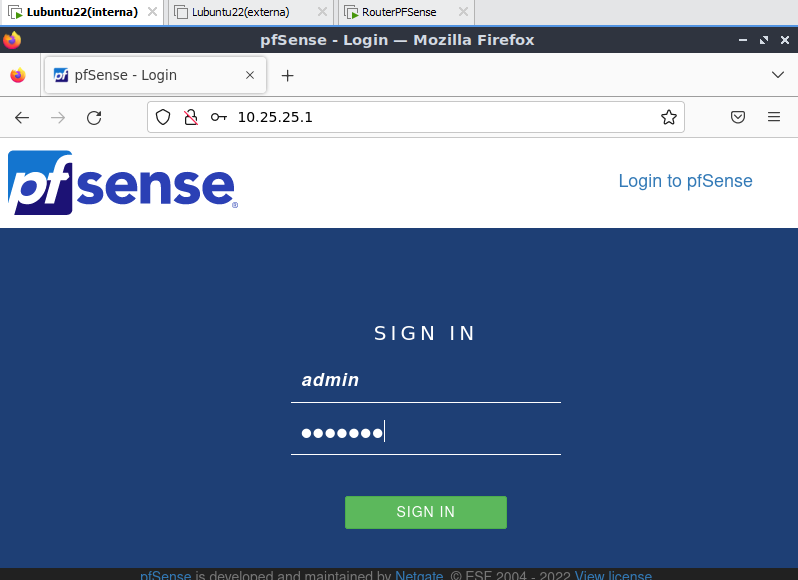 Lubuntu22(interna) Lubuntu22(externa) RouterPFSense
pfSense - Login — Mozilla Firefox
pfSense - Login
10.25.25.1
pfsense
Login to pfSense
SIGN IN
admin
SIGN IN
pfSense is developed and maintained by Netgate. © ESF 2004 - 2022 View license.